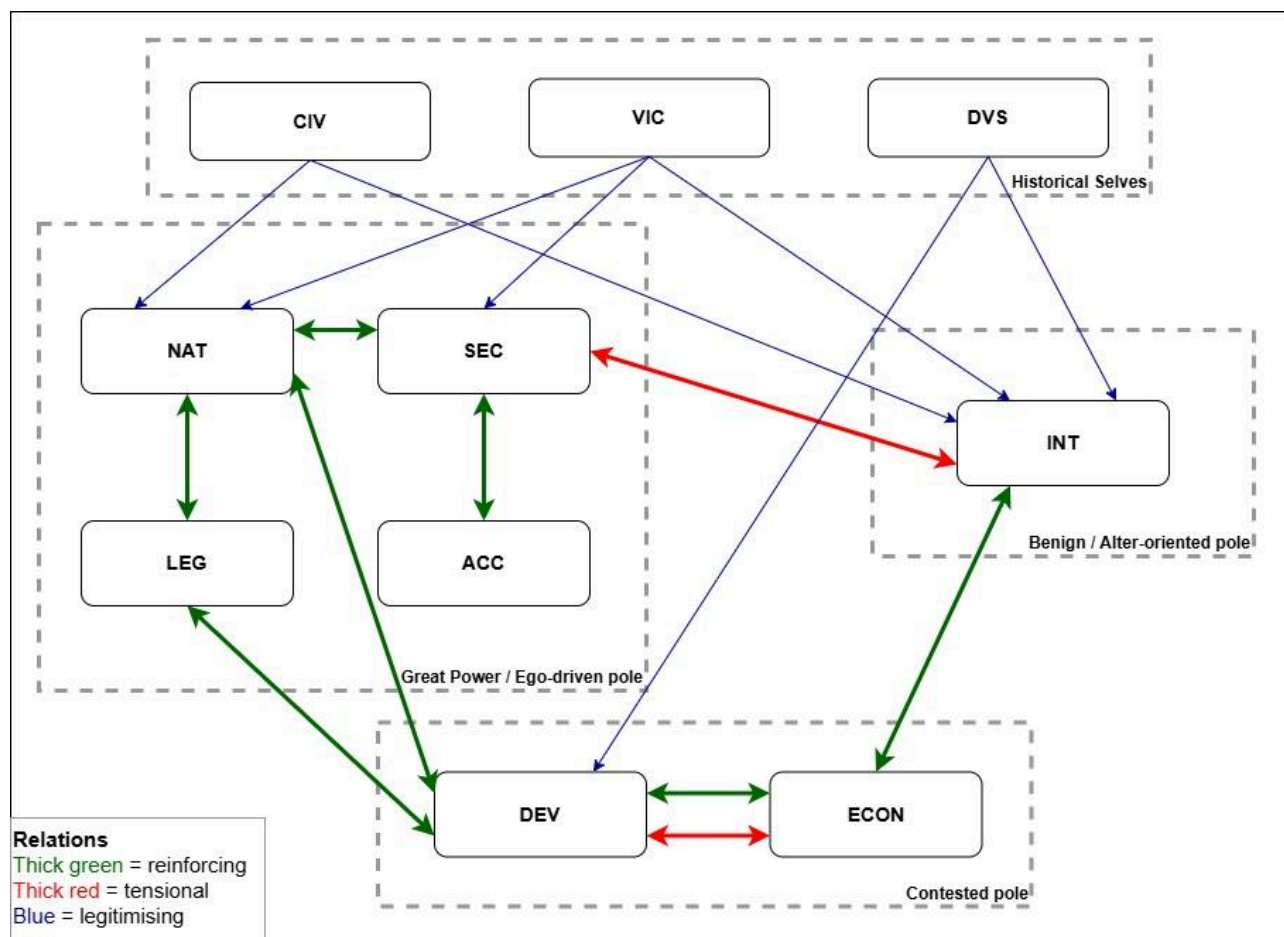 CIV
VIC
DVS
Historical Selves
NAT
SEC
INT
LEG
ACC
Benign / Alter-oriented pole
Great Power / Ego-driven pole
DEV
ECON
Contested pole
Relations
Thick green = reinforcing
Thick red = tensional
Blue = legitimising